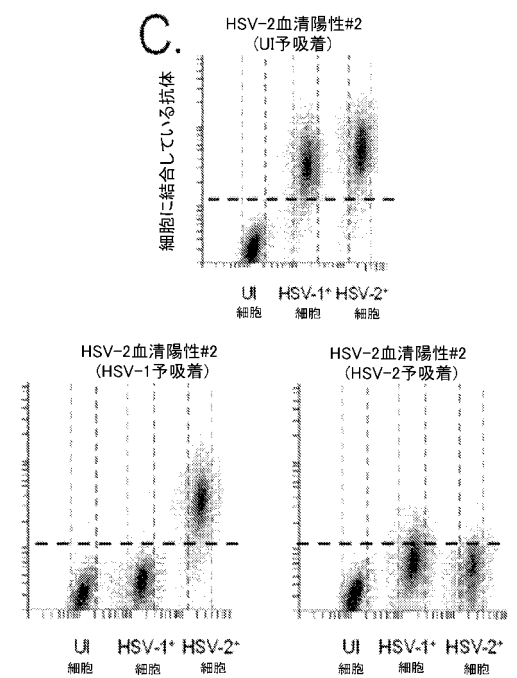 C.
HSV-2血清陽性#2
(UI予吸着)
細胞に結合している抗体
UI HSV-1⁺ HSV-2⁺
細胞 細胞 細胞
HSV-2血清陽性#2
(HSV-1予吸着)
UI HSV-1⁺ HSV-2⁺
細胞 細胞 細胞
HSV-2血清陽性#2
(HSV-2予吸着)
UI HSV-1⁺ HSV-2⁺
細胞 細胞 細胞